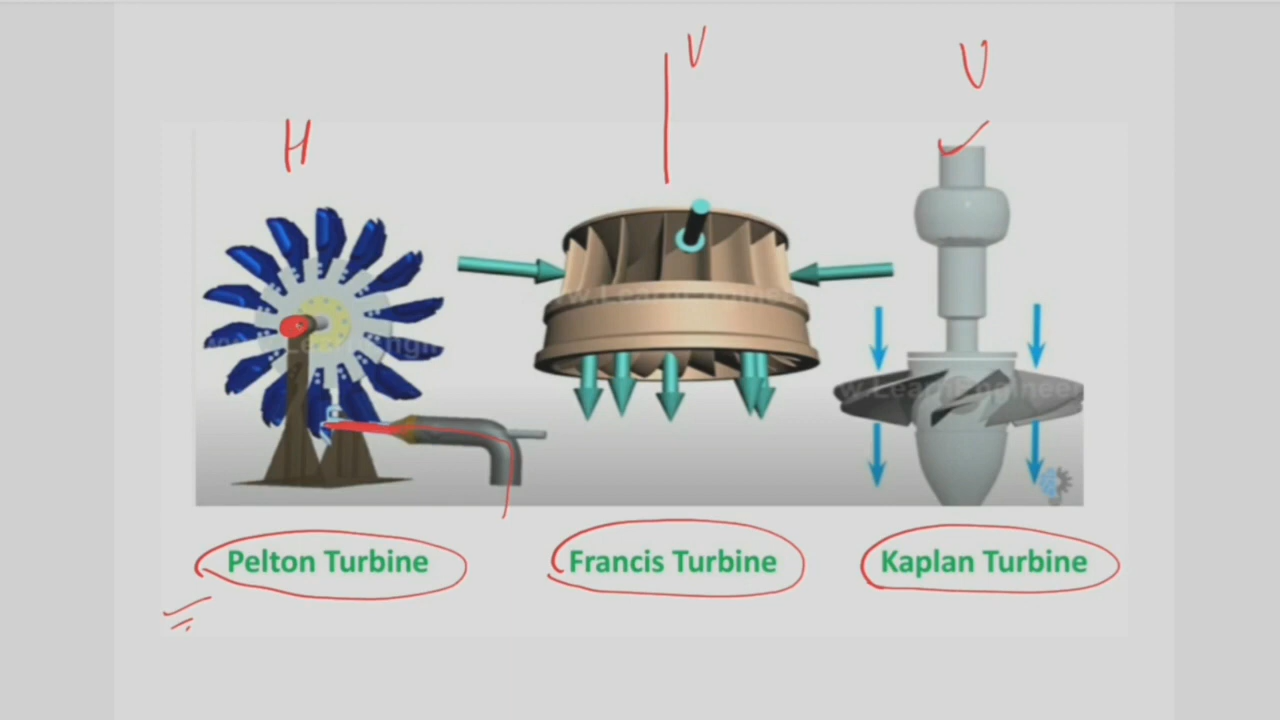 V
V
H
Pelton Turbine
Francis Turbine
Kaplan Turbine